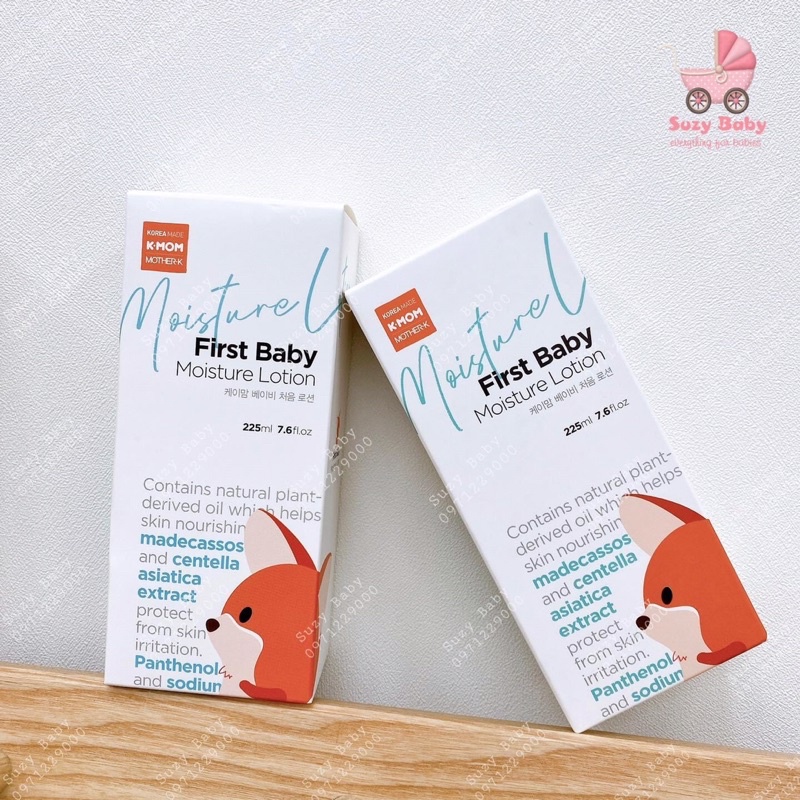 Suzy Baby
everything for babies
KOREA MADE
K·MOM
MOTHER-K
Moisture L
First Baby
Moisture Lotion
케이맘 베이비 처음 로션
225ml 7.6fl.oz
Contains natural plant-
derived oil which helps
skin nourishin
madecassos
and centella
asiatica
extract
protect
from skin
irritation.
Panthenol
and sodium
KOREA MADE
K·MOM
MOTHER-K
Moisture L
First Baby
Moisture Lotion
케이맘 베이비 처음 로션
225ml 7.6fl.oz
Contains natural plant-
derived oil which helps
skin nourishin
madecassos
and centella
asiatica
extract
protect
from skin
irritation.
Panthenol
and sodium
Suzy Baby
0971229000